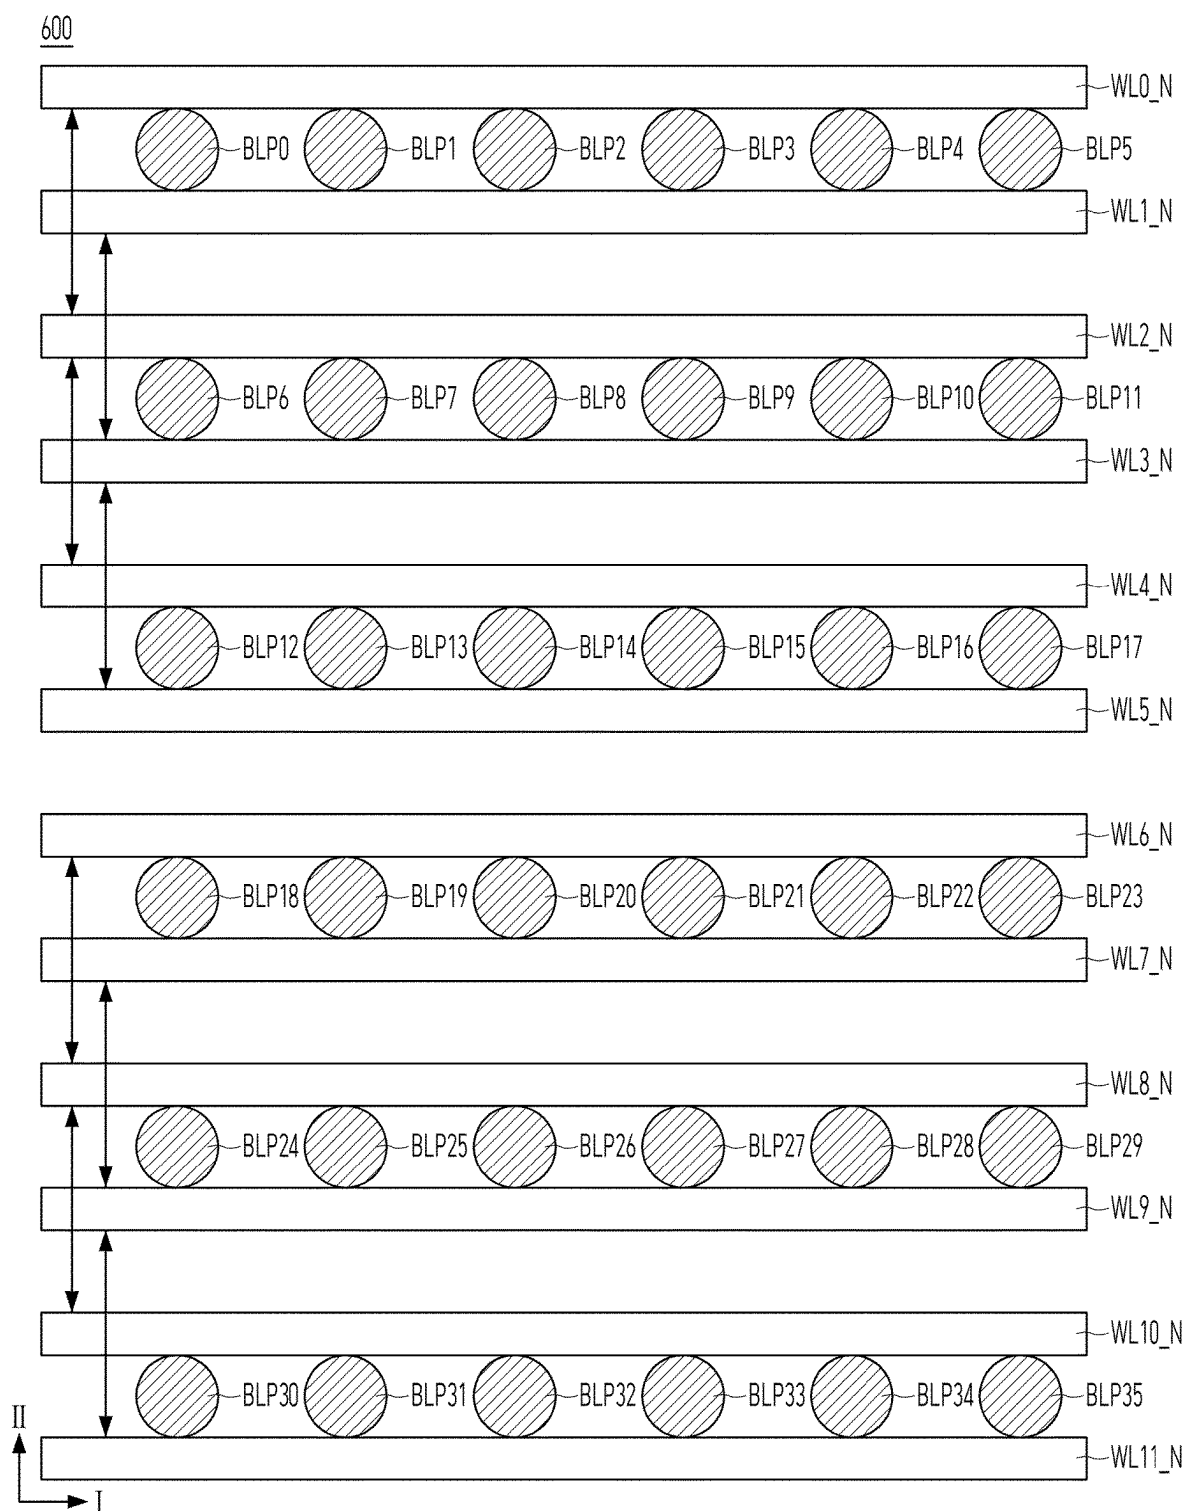 600
WL0_N
BLP0 BLP1 BLP2 BLP3 BLP4 BLP5
WL1_N
WL2_N
BLP6 BLP7 BLP8 BLP9 BLP10 BLP11
WL3_N
WL4_N
BLP12 BLP13 BLP14 BLP15 BLP16 BLP17
WL5_N
WL6_N
BLP18 BLP19 BLP20 BLP21 BLP22 BLP23
WL7_N
WL8_N
BLP24 BLP25 BLP26 BLP27 BLP28 BLP29
WL9_N
WL10_N
BLP30 BLP31 BLP32 BLP33 BLP34 BLP35
II
WL11_N
I